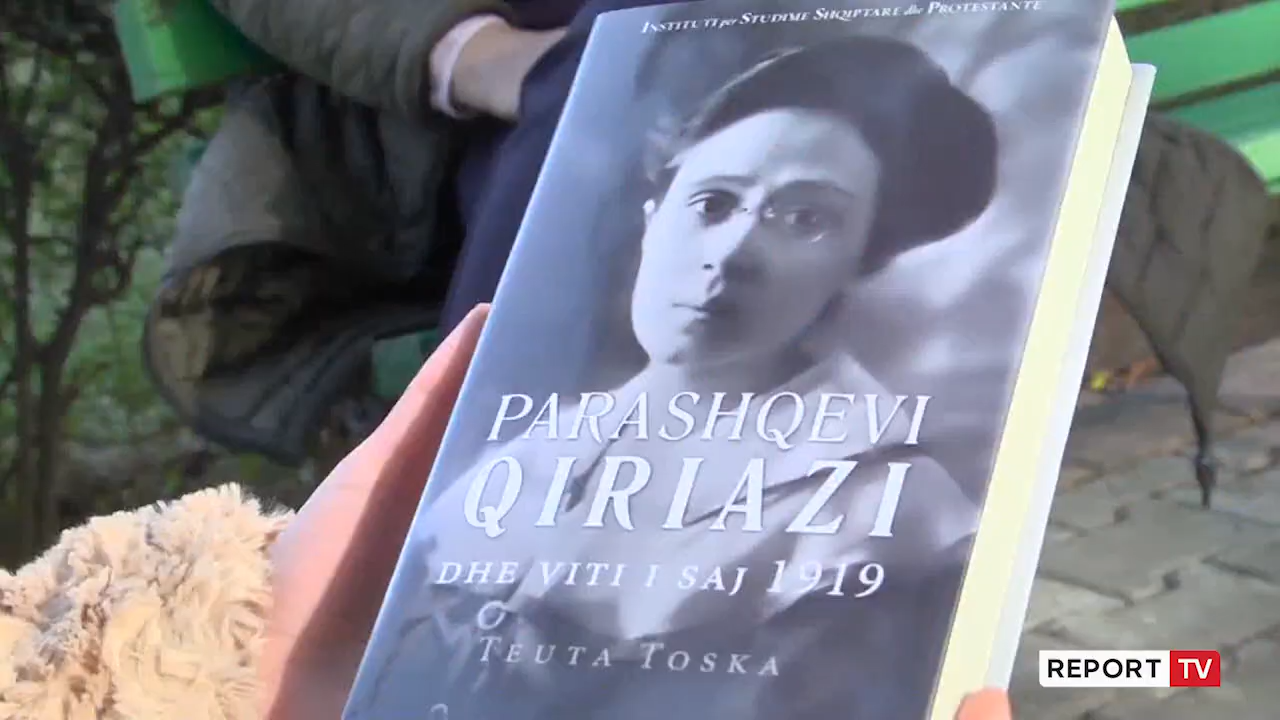 INSTITUTI për STUDIME SHQIPTARE dhe PROTESTANTE
PARASHQEVI
QIRIAZI
DHE VITI I SAJ 1919
TEUTA TOSKA
REPORT TV